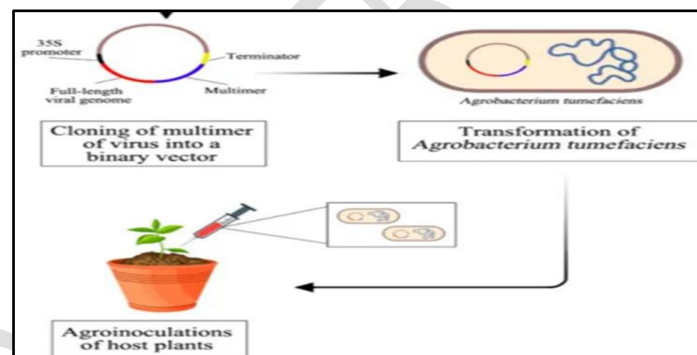 35S
promoter
Terminator
Full-length
viral genome
Multimer
Agrobacterium tumefaciens
Cloning of multimer
of virus into a
binary vector
Transformation of
Agrobacterium tumefaciens
Agroinoculations
of host plants